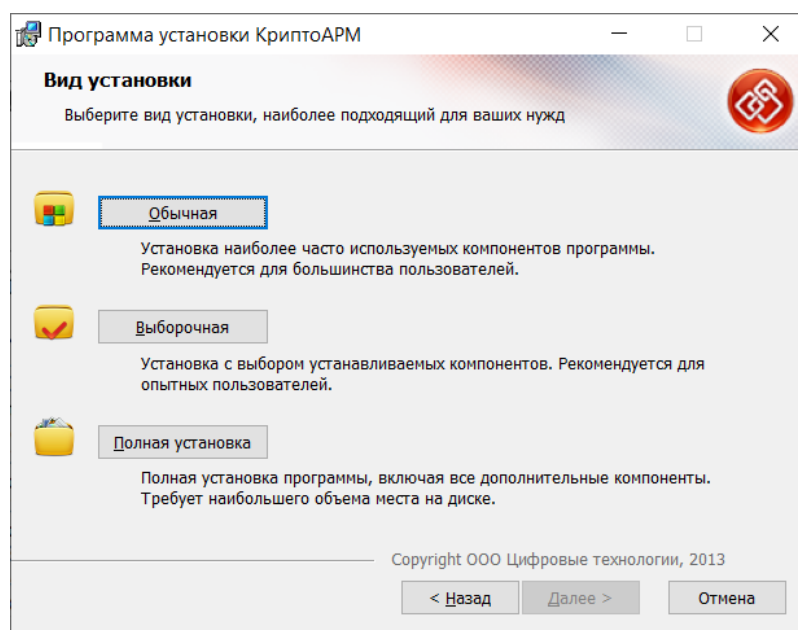 Программа установки КриптоАРМ
Вид установки
Выберите вид установки, наиболее подходящий для ваших нужд
Обычная
Установка наиболее часто используемых компонентов программы.
Рекомендуется для большинства пользователей.
Выборочная
Установка с выбором устанавливаемых компонентов. Рекомендуется для
опытных пользователей.
Полная установка
Полная установка программы, включая все дополнительные компоненты.
Требует наибольшего объема места на диске.
Copyright ООО Цифровые технологии, 2013
< Назад
Далее >
Отмена